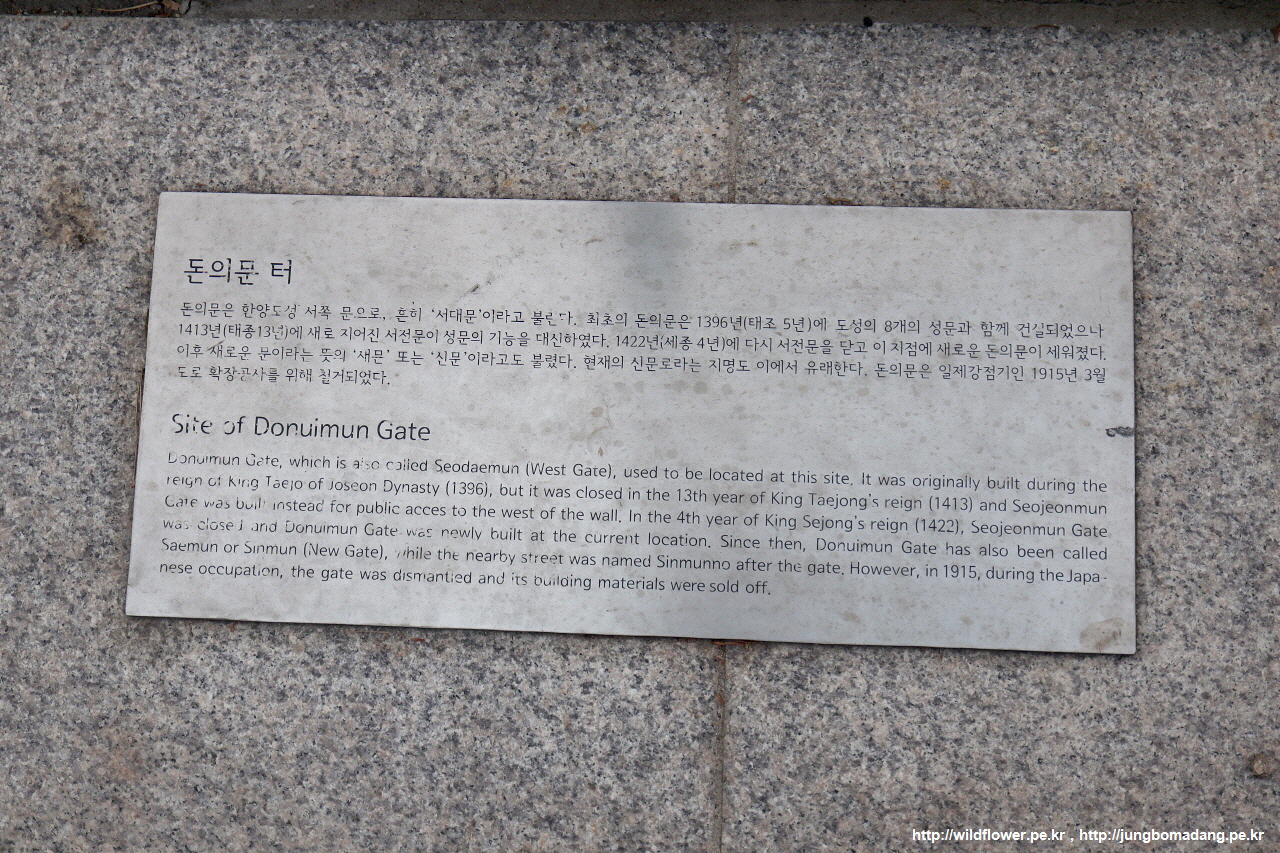 돈의문 터
돈의문은 한양도성 서쪽 문으로, 흔히 '서대문'이라고 불린다. 최초의 돈의문은 1396년(태조 5년)에 도성의 8개의 성문과 함께 건설되었으나
1413년(태종13년)에 새로 지어진 서전문이 성문의 기능을 대신하였다. 1422년(세종 4년)에 다시 서전문을 닫고 이 지점에 새로운 돈의문이 세워졌다.
이후 새로운 문이라는 뜻의 '새문' 또는 '신문'이라고도 불렸다. 현재의 신문로라는 지명도 이에서 유래한다. 돈의문은 일제강점기인 1915년 3월
도로 확장공사를 위해 철거되었다.
Site of Donuimun Gate
Donuimun Gate, which is also called Seodaemun (West Gate), used to be located at this site. It was originally built during the
reign of King Taejo of Joseon Dynasty (1396), but it was closed in the 13th year of King Taejong's reign (1413) and Seojeonmun
Gate was built instead for public acces to the west of the wall. In the 4th year of King Sejong's reign (1422), Seojeonmun Gate
was closed and Donuimun Gate was newly built at the current location. Since then, Donuimun Gate has also been called
Saemun or Sinmun (New Gate), while the nearby street was named Sinmunno after the gate. However, in 1915, during the Japa-
nese occupation, the gate was dismantled and its building materials were sold off.
http://wildflower.pe.kr , http://jungbomadang.pe.kr